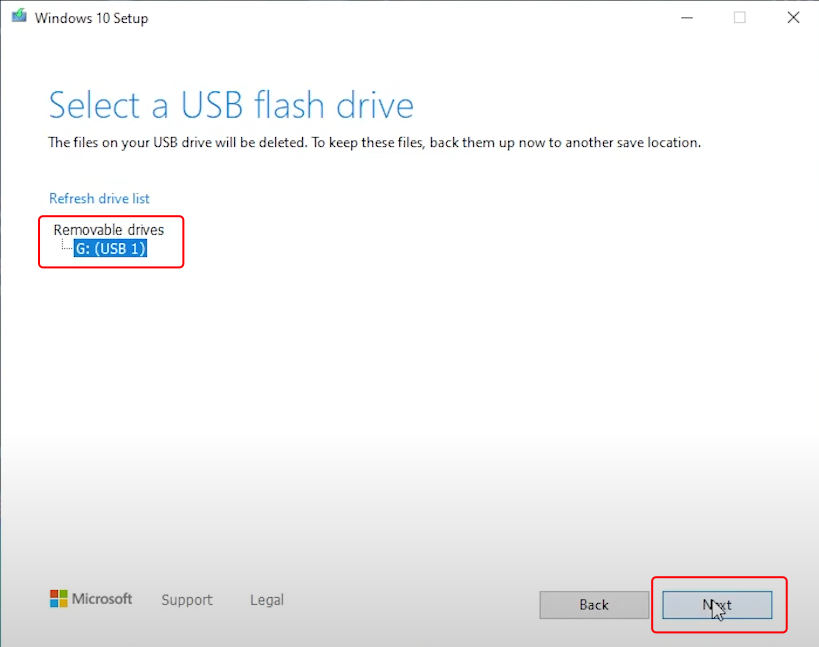 Windows 10 Setup
Select a USB flash drive
The files on your USB drive will be deleted. To keep these files, back them up now to another save location.
Refresh drive list
Removable drives
G: (USB 1)
Microsoft Support Legal Back Next